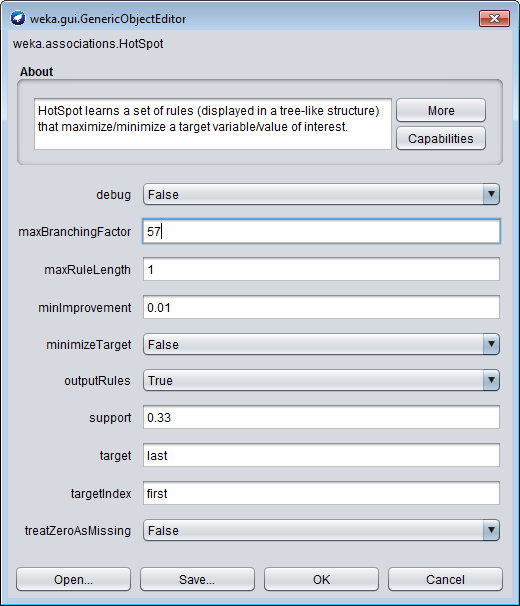 weka.gui.GenericObjectEditor
weka.associations.HotSpot
About
HotSpot learns a set of rules (displayed in a tree-like structure)
that maximize/minimize a target variable/value of interest.
More
Capabilities
debug False
maxBranchingFactor 57
maxRuleLength 1
minImprovement 0.01
minimizeTarget False
outputRules True
support 0.33
target last
targetIndex first
treatZeroAsMissing False
Open... Save... OK Cancel